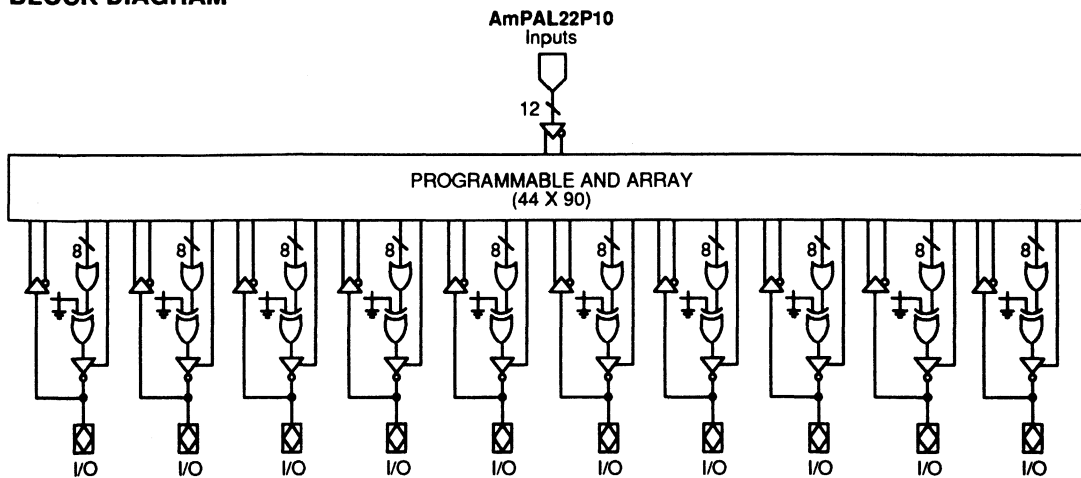 BLOCK DIAGRAM
AmPAL22P10
Inputs
12
PROGRAMMABLE AND ARRAY
(44 X 90)
8 8 8 8 8 8 8 8 8 8
I/O I/O I/O I/O I/O I/O I/O I/O I/O I/O